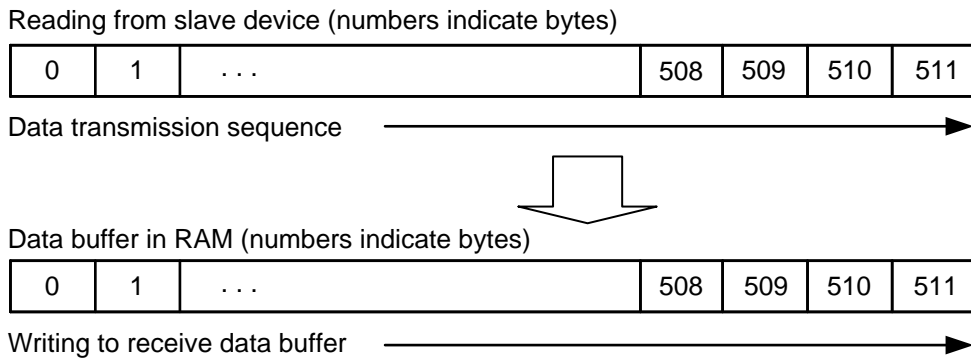 Reading from slave device (numbers indicate bytes)
0 1 . . . 508 509 510 511
Data transmission sequence
Data buffer in RAM (numbers indicate bytes)
0 1 . . . 508 509 510 511
Writing to receive data buffer